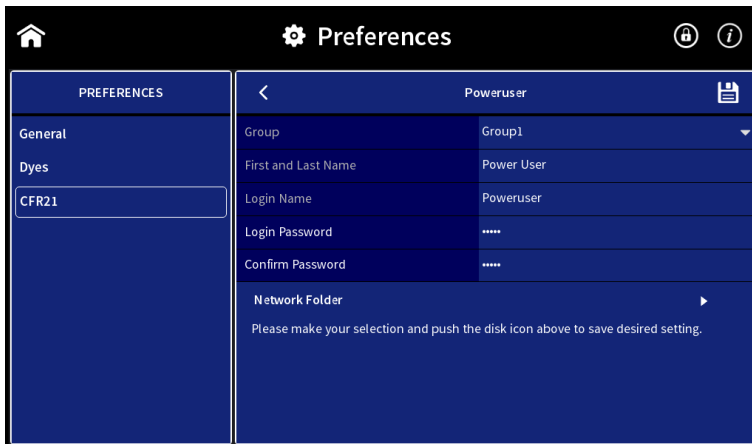 Preferences
PREFERENCES
Poweruser
General
Group
Group1
Dyes
First and Last Name
Power User
CFR21
Login Name
Poweruser
Login Password
•••••
Confirm Password
•••••
Network Folder
Please make your selection and push the disk icon above to save desired setting.